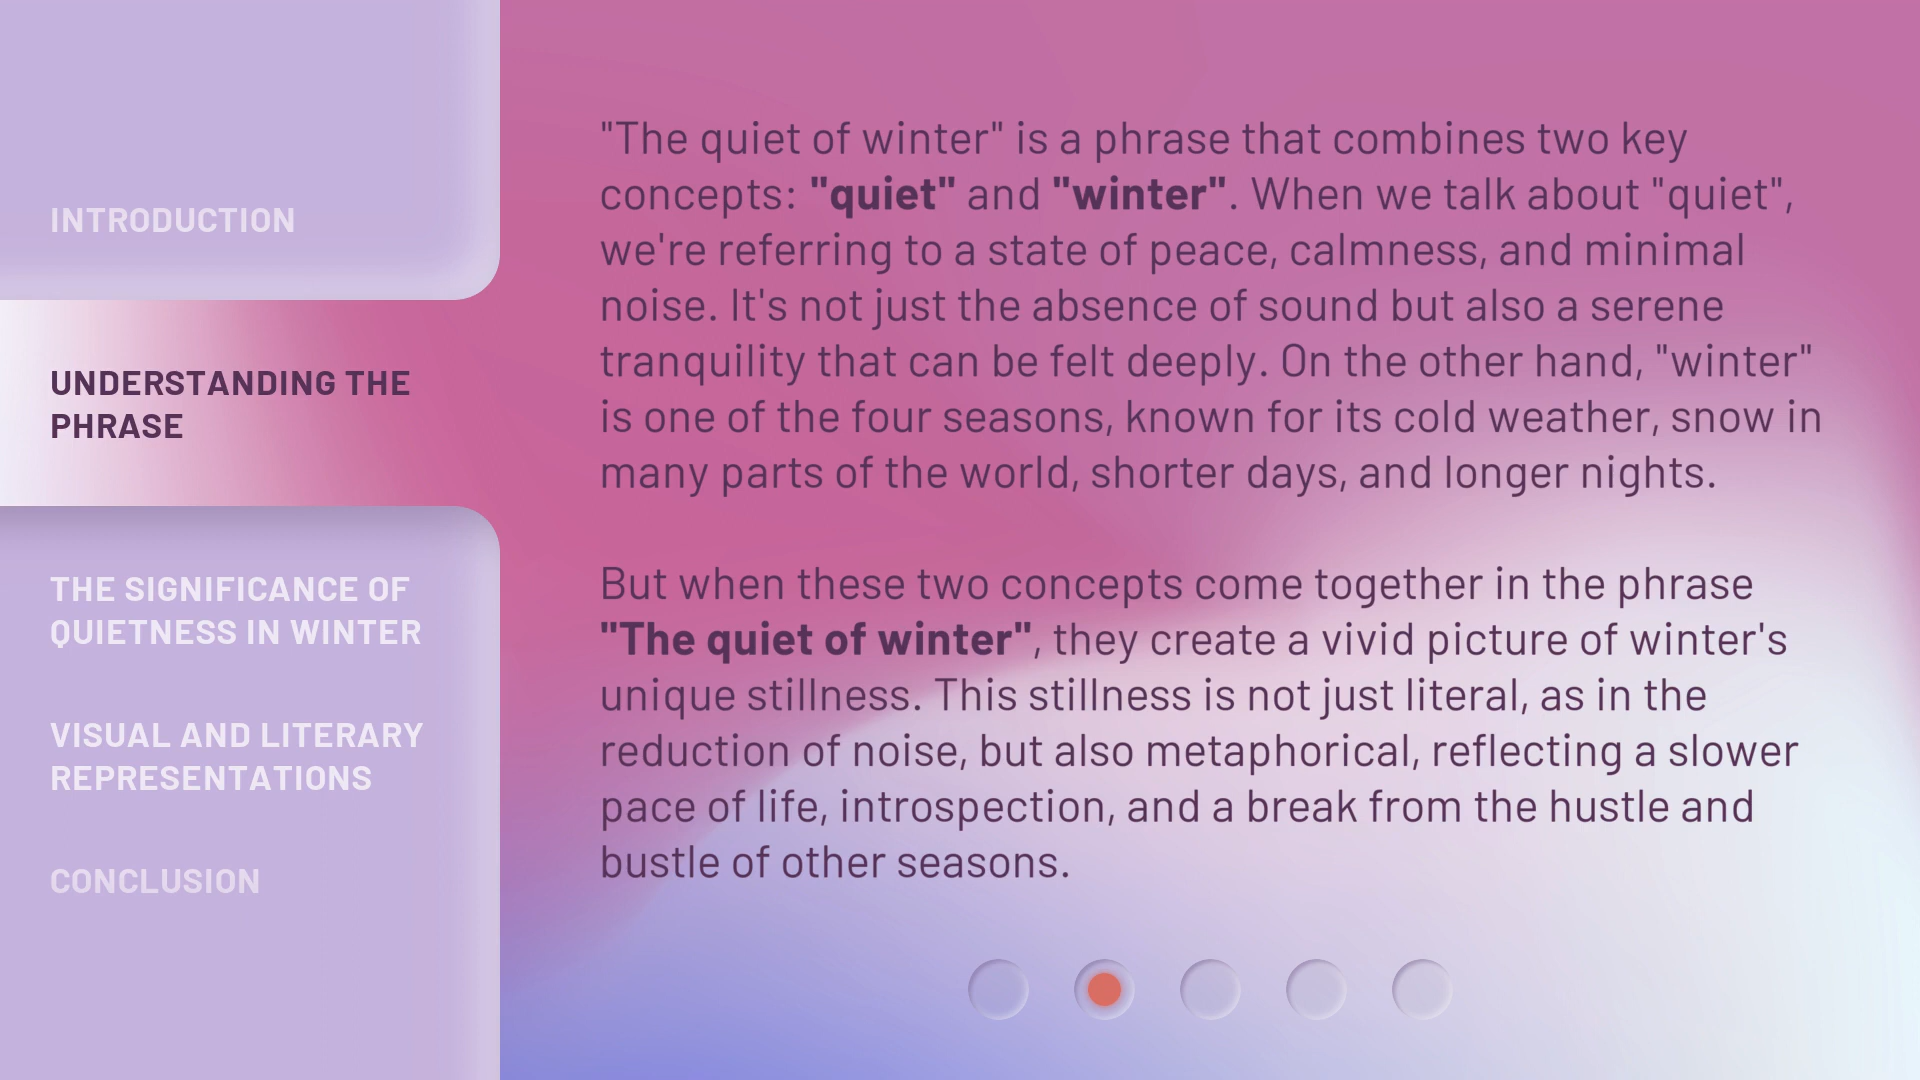 INTRODUCTION
UNDERSTANDING THE
PHRASE
THE SIGNIFICANCE OF
QUIETNESS IN WINTER
VISUAL AND LITERARY
REPRESENTATIONS
CONCLUSION
"The quiet of winter" is a phrase that combines two key
concepts: "quiet" and "winter". When we talk about "quiet",
we're referring to a state of peace, calmness, and minimal
noise. It's not just the absence of sound but also a serene
tranquility that can be felt deeply. On the other hand, "winter"
is one of the four seasons, known for its cold weather, snow in
many parts of the world, shorter days, and longer nights.
But when these two concepts come together in the phrase
"The quiet of winter", they create a vivid picture of winter's
unique stillness. This stillness is not just literal, as in the
reduction of noise, but also metaphorical, reflecting a slower
pace of life, introspection, and a break from the hustle and
bustle of other seasons.